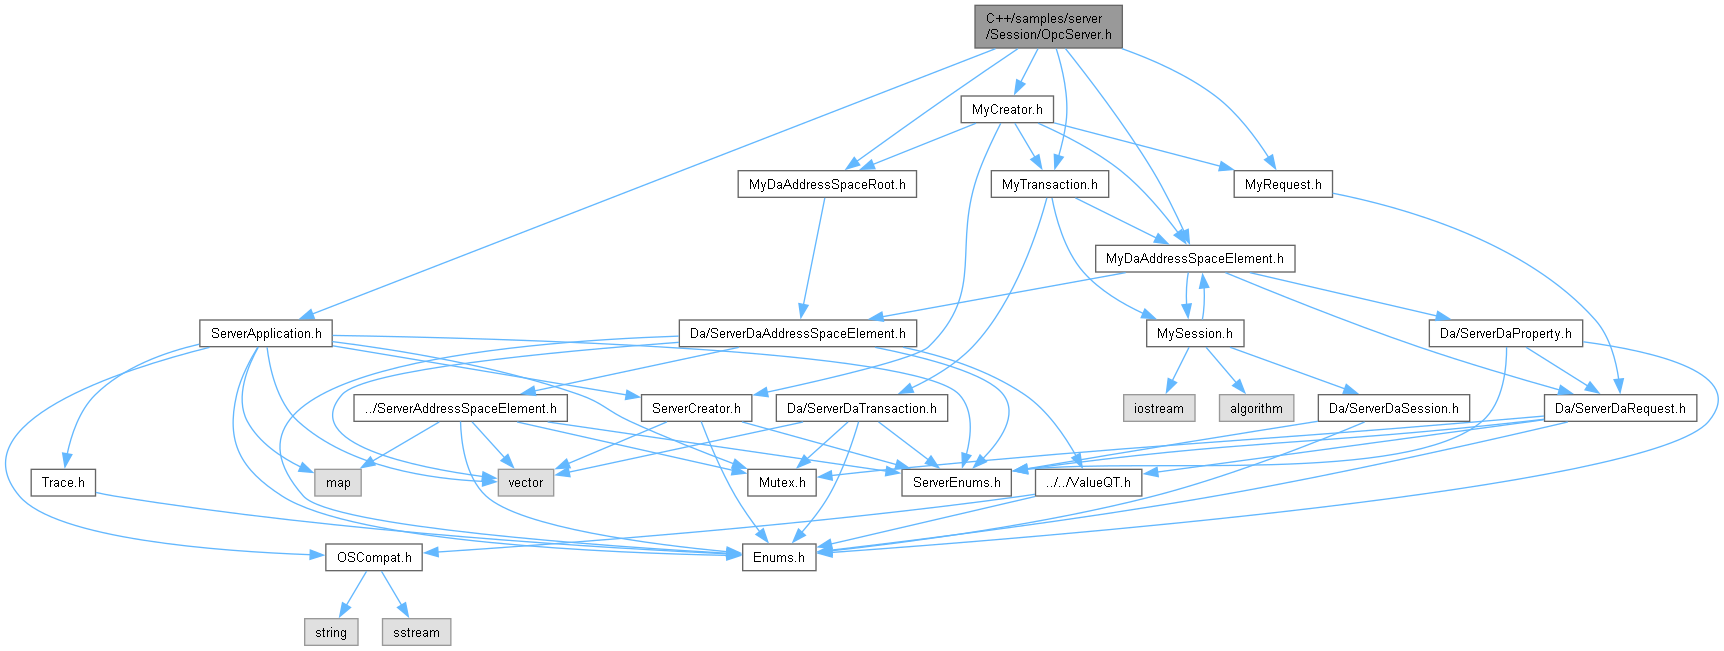 C++/samples/server
/Session/OpcServer.h
MyCreator.h
MyDaAddressSpaceRoot.h
MyTransaction.h
MyRequest.h
MyDaAddressSpaceElement.h
ServerApplication.h
Da/ServerDaAddressSpaceElement.h
MySession.h
Da/ServerDaProperty.h
../ServerAddressSpaceElement.h
ServerCreator.h
Da/ServerDaTransaction.h
iostream
algorithm
Da/ServerDaSession.h
Da/ServerDaRequest.h
Trace.h
map
vector
Mutex.h
ServerEnums.h
../../ValueQT.h
OSCompat.h
Enums.h
string
sstream